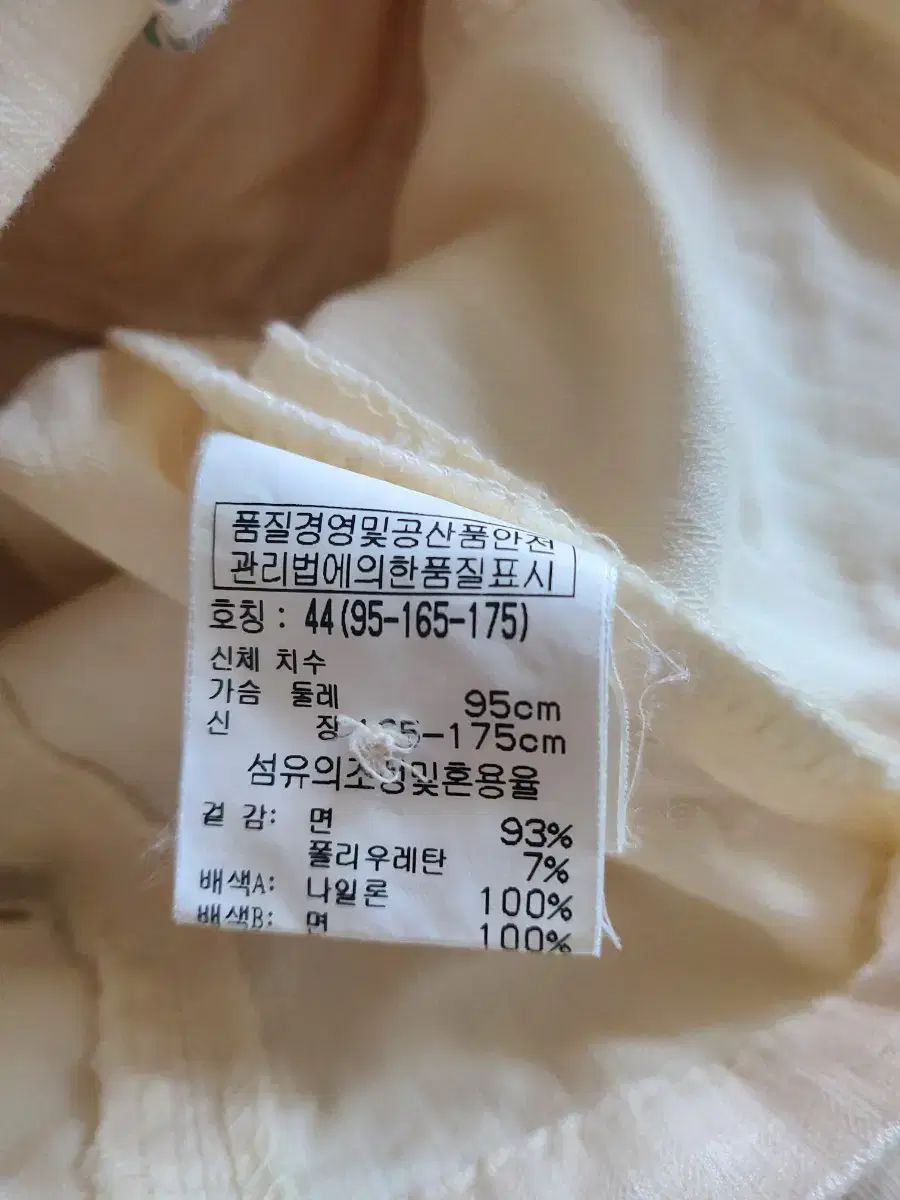 품질경영및공산품안전
관리법에의한품질표시
호칭 : 44(95-165-175)
신체 치수
가슴 둘레 95cm
신 장 165-175cm
섬유의조성및혼용율
겉 감: 면 93%
폴리우레탄 7%
배색A: 나일론 100%
배색B: 면 100%